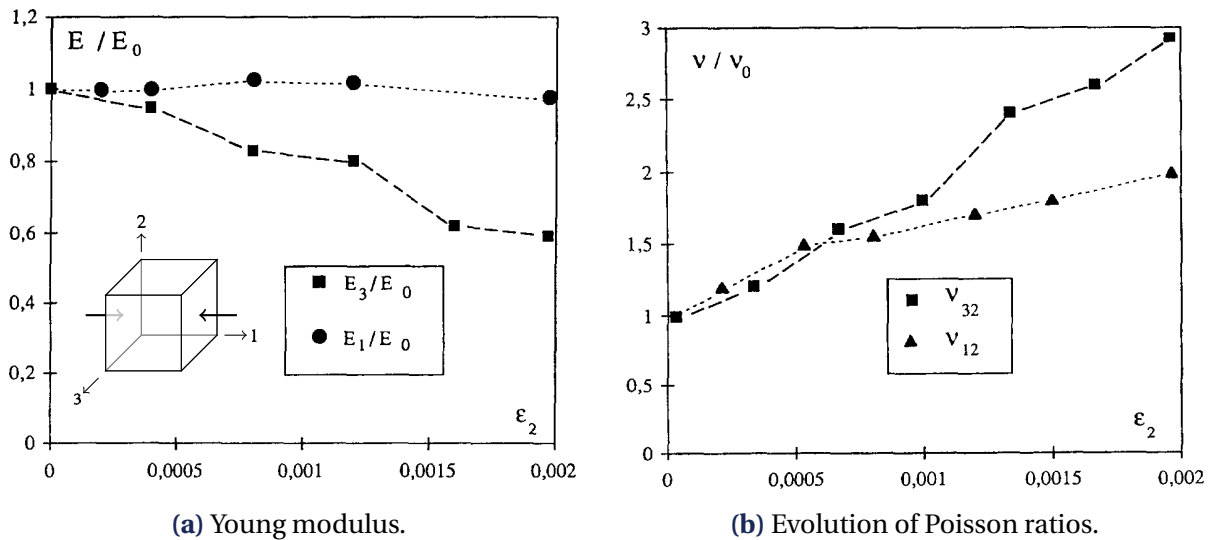 1,2
E / E0
1
0,8
0,6
0,4
0,2
0
2
1
3
E3/E0
E1/E0
ε2
0
0,0005
0,001
0,0015
0,002
(a) Young modulus.
3
ν / ν0
2,5
2
1,5
1
0,5
0
ν32
ν12
ε2
0
0,0005
0,001
0,0015
0,002
(b) Evolution of Poisson ratios.